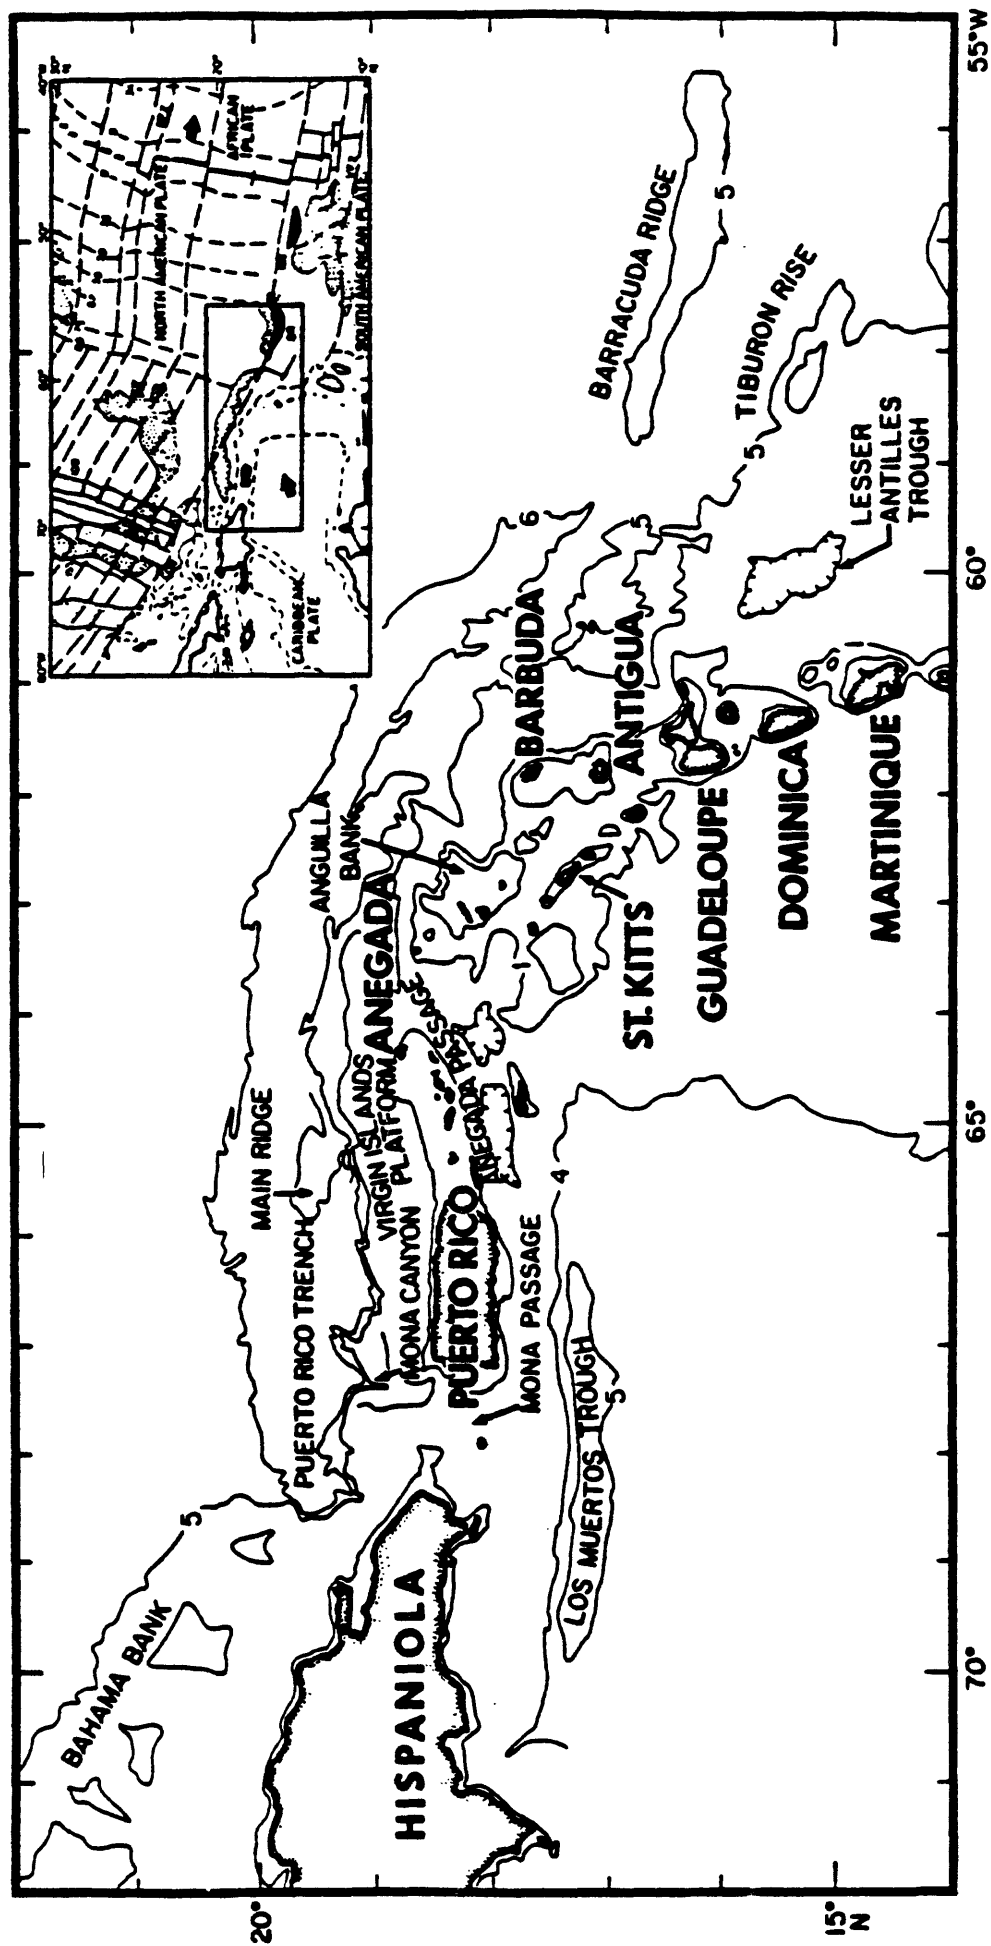 BAHAMA BANK
5
MAIN RIDGE
PUERTO RICO TRENCH
ANGUILLA
BANK
VIRGIN ISLANDS
PLATFORM
ANEGADA
MONA CANYON
ANEGADA PASSAGE
HISPANIOLA
PUERTO RICO
MONA PASSAGE
4
LOS MUERTOS TROUGH
5
6
BARBUDA
ANTIGUA
5
ST. KITTS
GUADELOUPE
DOMINICA
MARTINIQUE
BARRACUDA RIDGE
5
TIBURON RISE
5
LESSER
ANTILLES
TROUGH
20°
15°
N
70°
65°
60°
55°W
NORTH AMERICAN PLATE
AFRICAN
PLATE
SOUTH AMERICAN PLATE
CARIBBEAN
PLATE
20°
70°